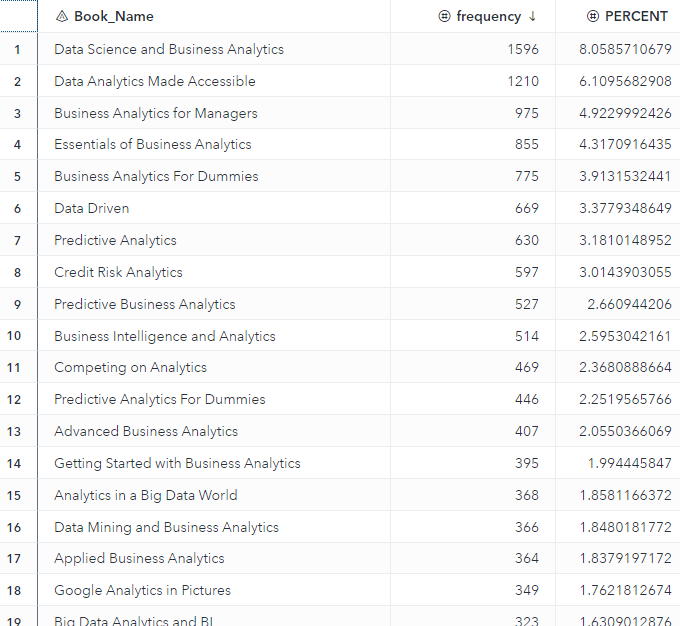 Book_Name frequency ↓ PERCENT
1 Data Science and Business Analytics 1596 8.0585710679
2 Data Analytics Made Accessible 1210 6.1095682908
3 Business Analytics for Managers 975 4.9229992426
4 Essentials of Business Analytics 855 4.3170916435
5 Business Analytics For Dummies 775 3.9131532441
6 Data Driven 669 3.3779348649
7 Predictive Analytics 630 3.1810148952
8 Credit Risk Analytics 597 3.0143903055
9 Predictive Business Analytics 527 2.660944206
10 Business Intelligence and Analytics 514 2.5953042161
11 Competing on Analytics 469 2.3680888664
12 Predictive Analytics For Dummies 446 2.2519565766
13 Advanced Business Analytics 407 2.0550366069
14 Getting Started with Business Analytics 395 1.994445847
15 Analytics in a Big Data World 368 1.8581166372
16 Data Mining and Business Analytics 366 1.8480181772
17 Applied Business Analytics 364 1.8379197172
18 Google Analytics in Pictures 349 1.7621812674
19 Big Data Analytics and BI 323 1.6309012876